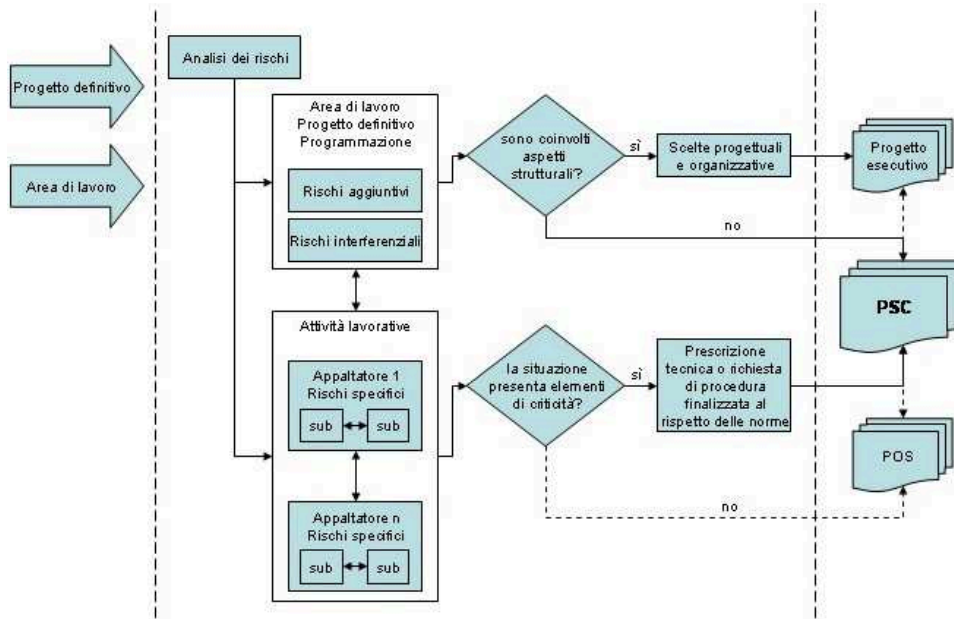 Progetto definitivo
Area di lavoro
Analisi dei rischi
Area di lavoro
Progetto definitivo
Programmazione
Rischi aggiuntivi
Rischi interferenziali
sono coinvolti
aspetti
strutturali?
sì
Scelte progettuali
e organizzative
Progetto
esecutivo
no
PSC
Attività lavorative
Appaltatore 1
Rischi specifici
sub
sub
Appaltatore n
Rischi specifici
sub
sub
la situazione
presenta elementi
di criticità?
sì
Prescrizione
tecnica o richiesta
di procedura
finalizzata al
rispetto delle norme
POS
no